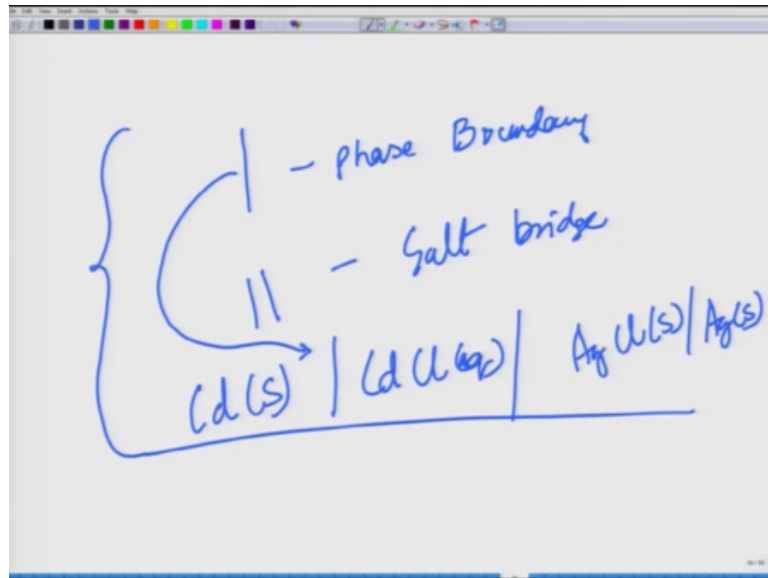 | - Phase Boundary
|| - Salt bridge
Cd(s) | CdCl(aq) | AgCl(s) | Ag(s)